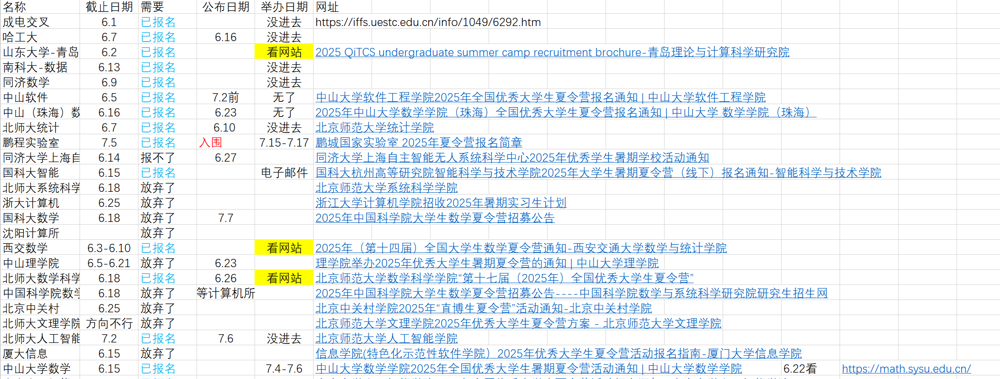 名称 截止日期 需要 公布日期 举办日期 网址
成电交叉 6.1 已报名 没进去 https://iffs.uestc.edu.cn/info/1049/6292.htm
哈工大 6.7 已报名 6.16 没进去
山东大学-青岛 6.2 已报名 看网站 2025 QiTCS undergraduate summer camp recruitment brochure-青岛理论与计算科学研究院
南科大-数据 6.13 已报名 没进去
同济数学 6.9 已报名 没进去
中山软件 6.5 已报名 7.2前 无了 中山大学软件工程学院2025年全国优秀大学生夏令营报名通知 | 中山大学软件工程学院
中山（珠海）数 6.16 已报名 6.23 无了 2025年中山大学数学学院（珠海）全国优秀大学生夏令营报名通知 | 中山大学 数学学院（珠海）
北师大统计 6.7 已报名 6.10 没进去 北京师范大学统计学院
鹏程实验室 7.5 已报名 入围 7.15-7.17 鹏城国家实验室 2025年夏令营报名简章
同济大学上海自 6.14 报不了 6.27 同济大学上海自主智能无人系统科学中心2025年优秀学生暑期学校活动通知
国科大智能 6.15 已报名 电子邮件 国科大杭州高等研究院智能科学与技术学院2025年大学生暑期夏令营（线下）报名通知-智能科学与技术学院
北师大系统科学 6.18 放弃了 北京师范大学系统科学学院
浙大计算机 6.25 放弃了 浙江大学计算机学院招收2025年暑期实习生计划
国科大数学 6.18 放弃了 7.7 2025年中国科学院大学生数学夏令营招募公告
沈阳计算所 放弃了
西交数学 6.3-6.10 已报名 看网站 2025年（第十四届）全国大学生数学夏令营通知-西安交通大学数学与统计学院
中山理学院 6.5-6.21 放弃了 6.23 理学院举办2025年优秀大学生暑期夏令营的通知 | 中山大学理学院
北师大数学科学 6.18 已报名 6.26 看网站 北京师范大学数学科学学院“第十七届（2025年）全国优秀大学生夏令营”
中国科学院数学 6.18 放弃了 等计算机所 2025年中国科学院大学生数学夏令营招募公告----中国科学院数学与系统科学研究院研究生招生网
北京中关村 6.25 放弃了 北京中关村学院2025年“直博生夏令营”活动通知-北京中关村学院
北师大文理学院 方向不行 放弃了 北京师范大学文理学院2025年优秀大学生夏令营方案 - 北京师范大学文理学院
北师大人工智能 7.2 已报名 7.6 没进去 北京师范大学人工智能学院
厦大信息 6.15 放弃了 信息学院(特色化示范性软件学院）2025年优秀大学生夏令营活动报名指南-厦门大学信息学院
中山大学数学 6.15 已报名 7.4-7.6 中山大学数学学院2025年全国优秀大学生暑期夏令营活动通知 | 中山大学数学学院 6.22看 https://math.sysu.edu.cn/